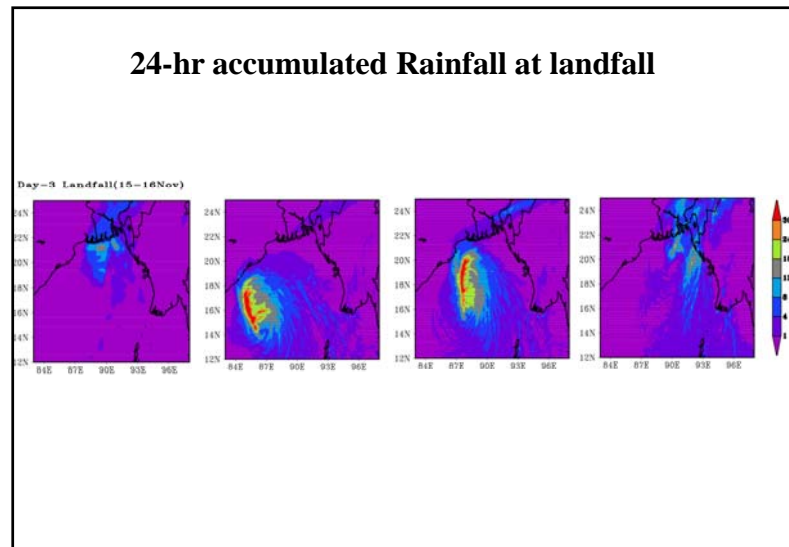 24-hr accumulated Rainfall at landfall
Day-3 Landfall(15-16Nov)
24N 24N 24N 24N
22N 22N 22N 22N
20N 20N 20N 20N
18N 18N 18N 18N
16N 16N 16N 16N
14N 14N 14N 14N
12N 12N 12N 12N
84E 87E 90E 93E 96E 84E 87E 90E 93E 96E 84E 87E 90E 93E 96E 84E 87E 90E 93E 96E
8
4
1